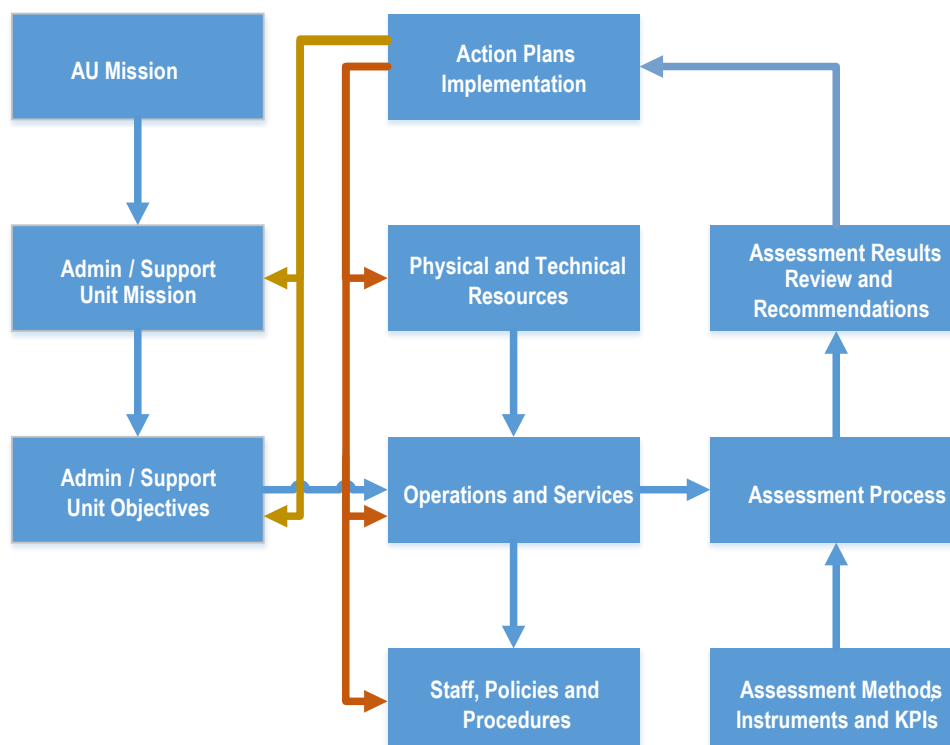 AU Mission
Action Plans
Implementation
Admin / Support
Unit Mission
Physical and Technical
Resources
Assessment Results
Review and
Recommendations
Admin / Support
Unit Objectives
Operations and Services
Assessment Process
Staff, Policies and
Procedures
Assessment Methods,
Instruments and KPIs